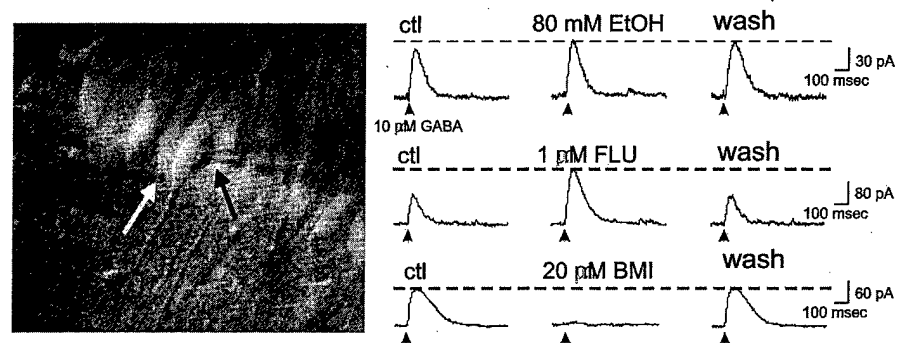 ctl 80 mM EtOH wash
30 pA
100 msec
10 µM GABA
ctl 1 µM FLU wash
80 pA
100 msec
ctl 20 µM BMI wash
60 pA
100 msec